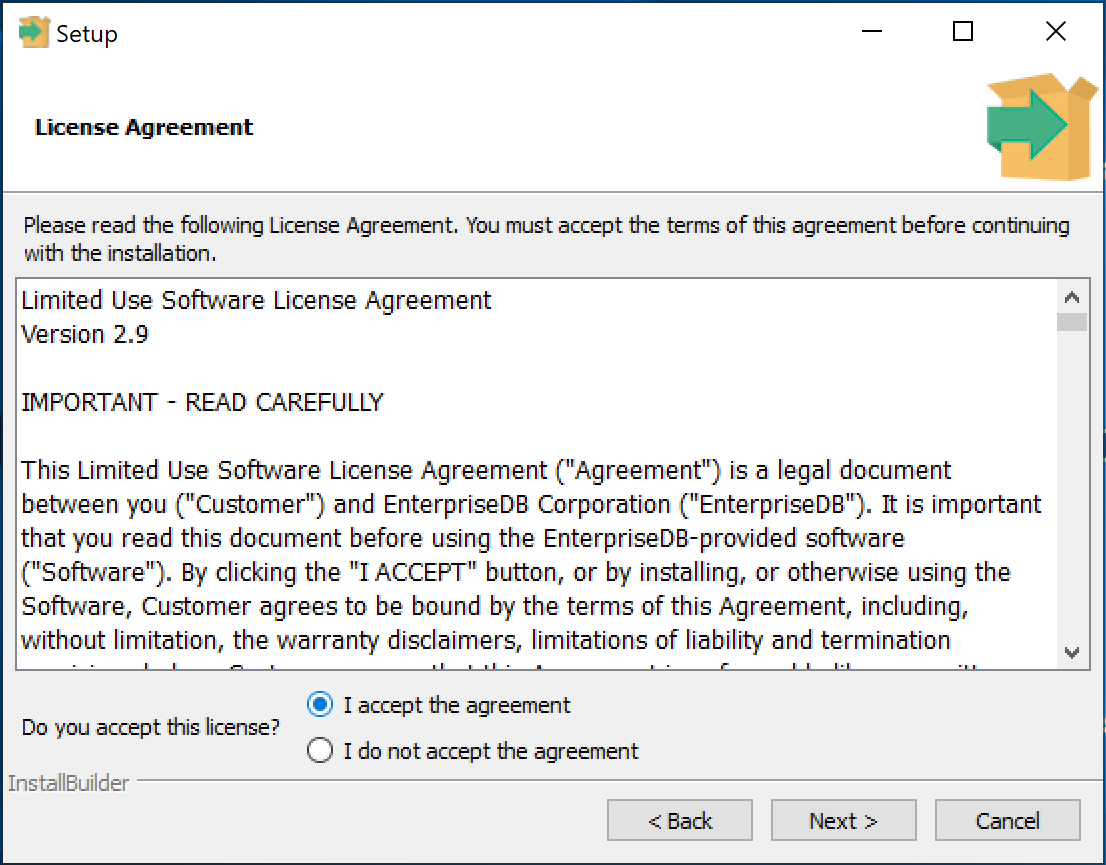 Setup
License Agreement
Please read the following License Agreement. You must accept the terms of this agreement before continuing
with the installation.
Limited Use Software License Agreement
Version 2.9
IMPORTANT - READ CAREFULLY
This Limited Use Software License Agreement ("Agreement") is a legal document
between you ("Customer") and EnterpriseDB Corporation ("EnterpriseDB"). It is important
that you read this document before using the EnterpriseDB-provided software
("Software"). By clicking the "I ACCEPT" button, or by installing, or otherwise using the
Software, Customer agrees to be bound by the terms of this Agreement, including,
without limitation, the warranty disclaimers, limitations of liability and termination
Do you accept this license?
I accept the agreement
I do not accept the agreement
InstallBuilder
< Back
Next >
Cancel